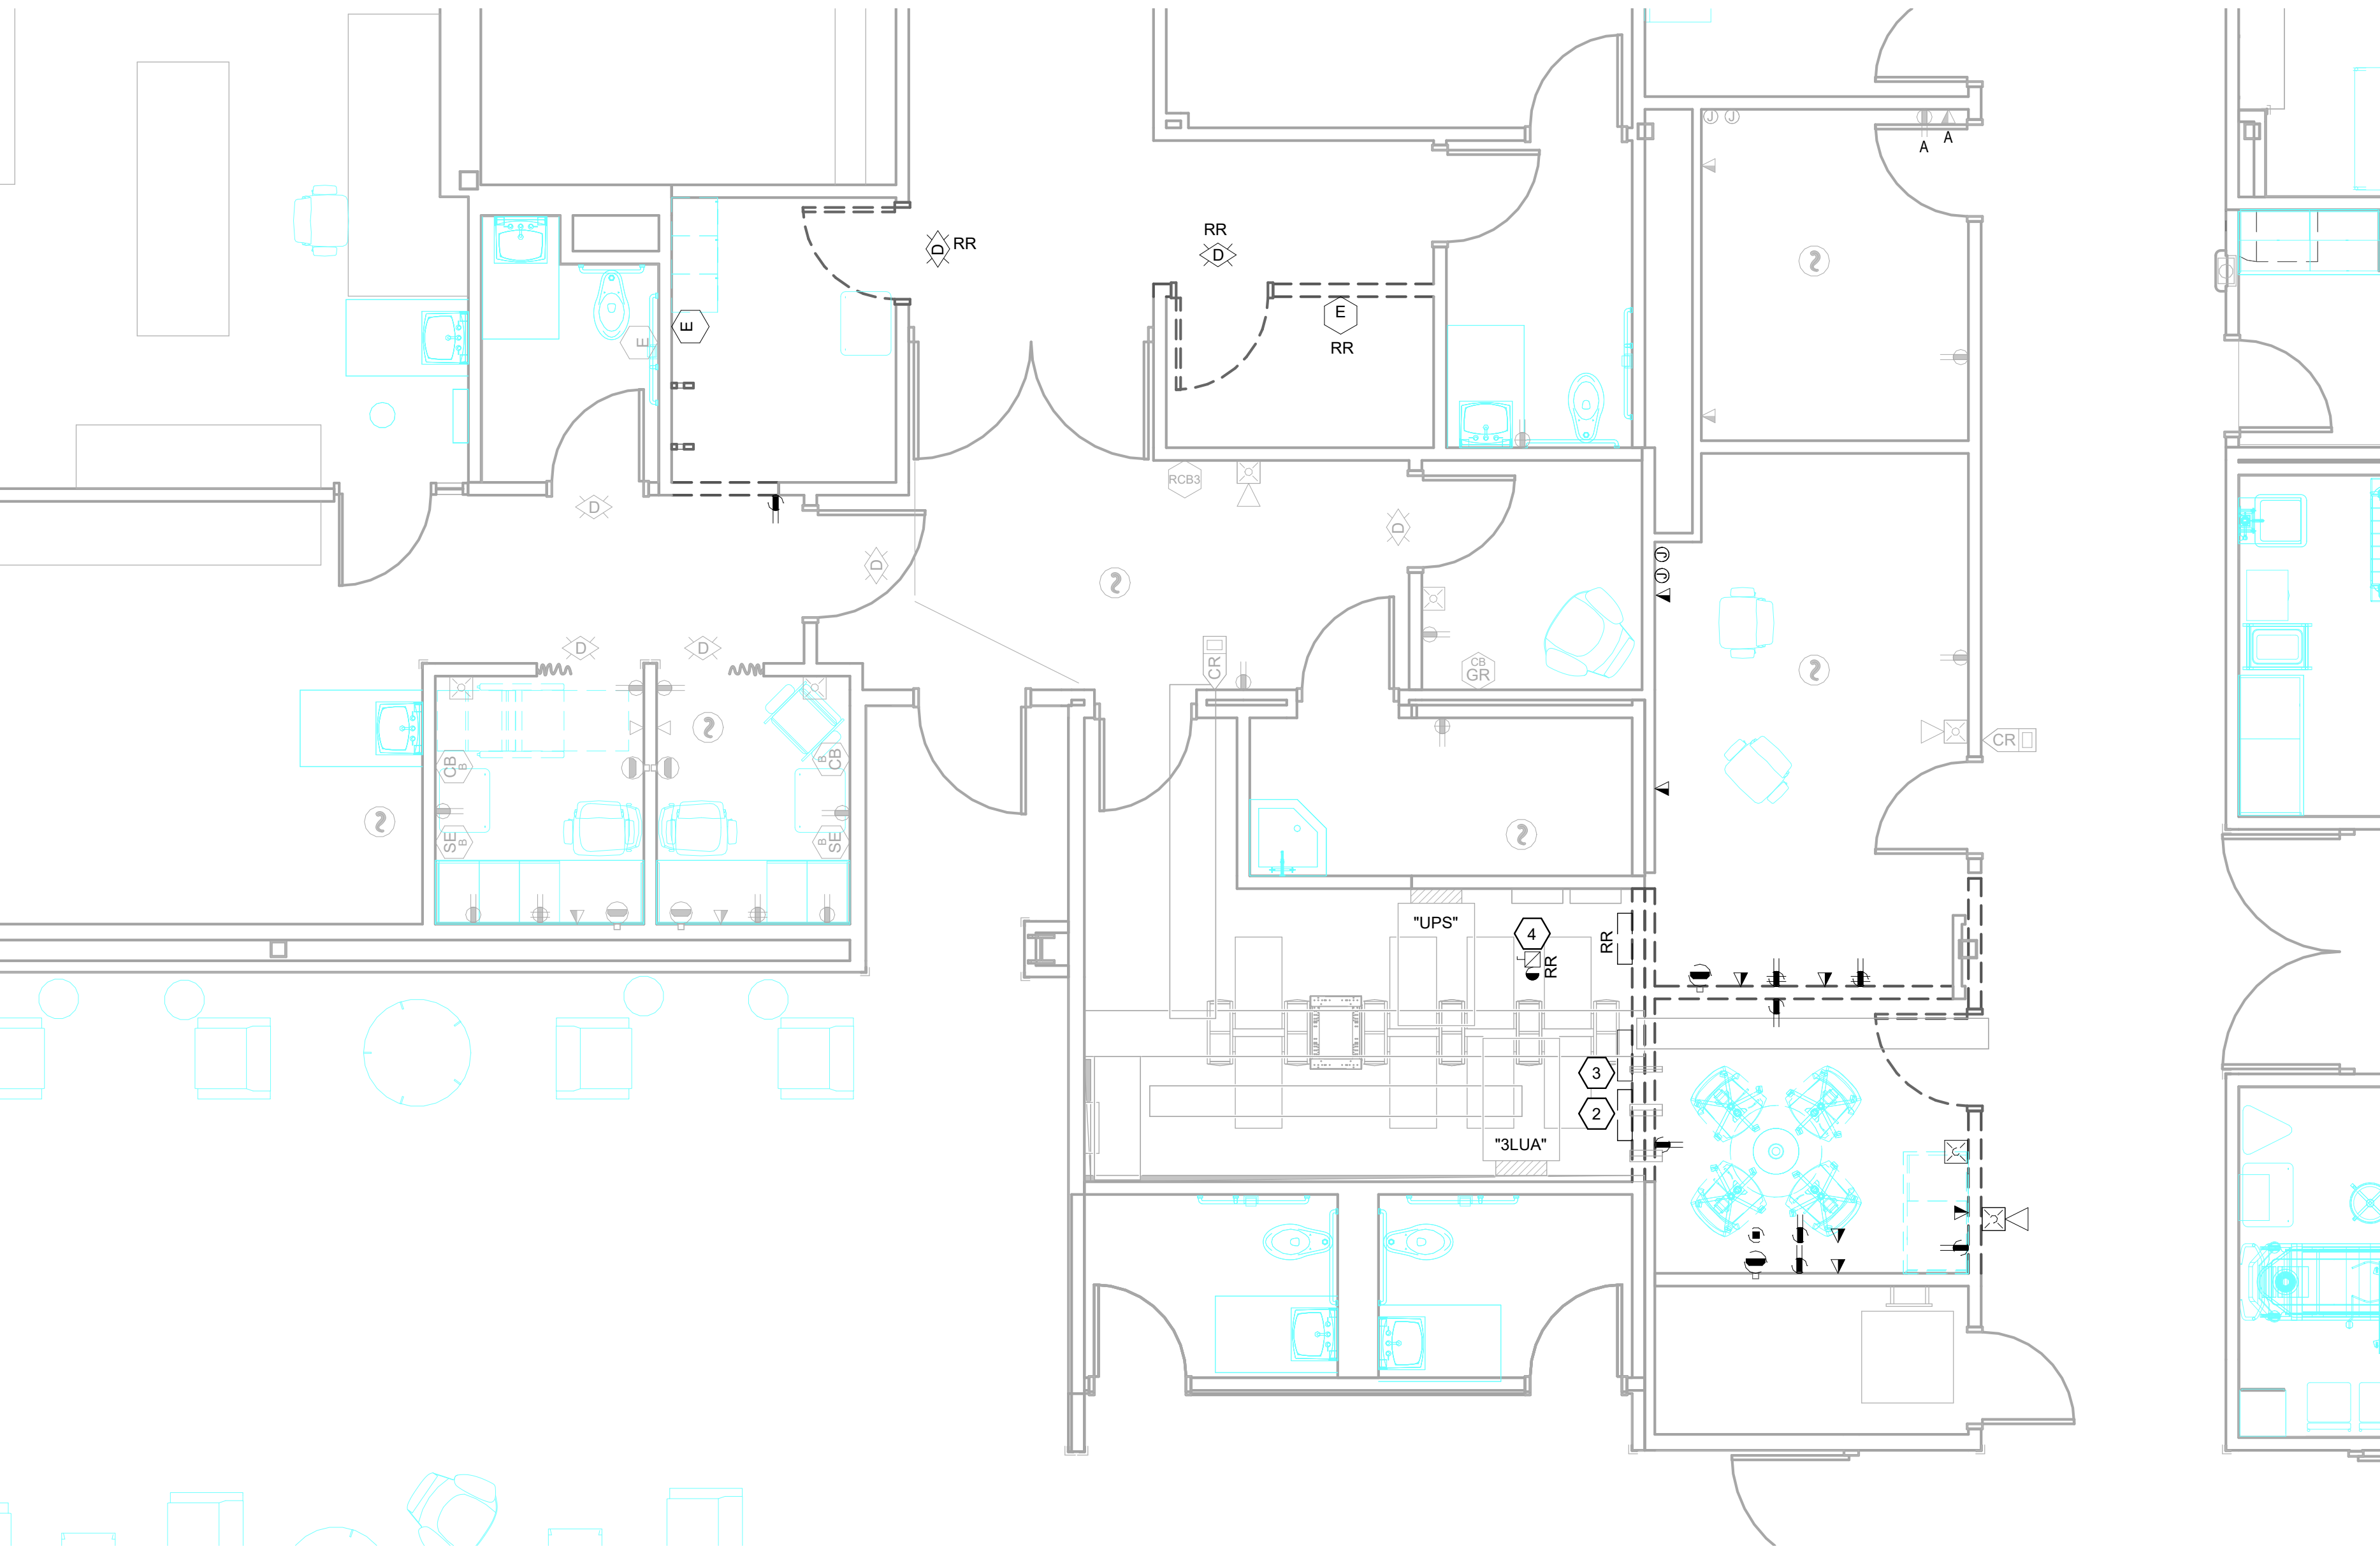 J J
A A
RR
D RR
D
E
E
E
RR
RCB3
D
D
D
J
J
D D
CR
CB
GR
CR
CB B
B CB
SE B
B SE
"UPS"
4
RR
RR
3
2
"3LUA"